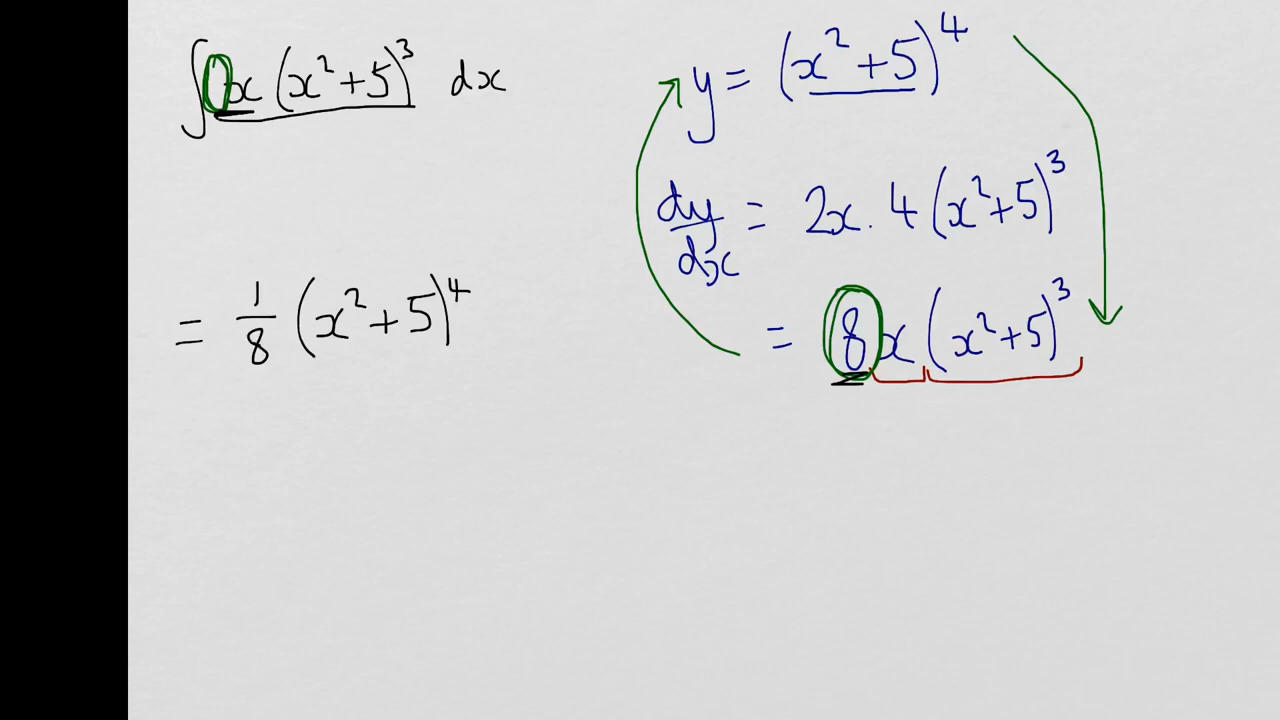 ∫ x (x² + 5)³ dx
= 1/8 (x² + 5)⁴
y = (x² + 5)⁴
dy/dx = 2x . 4 (x² + 5)³
= 8x (x² + 5)³